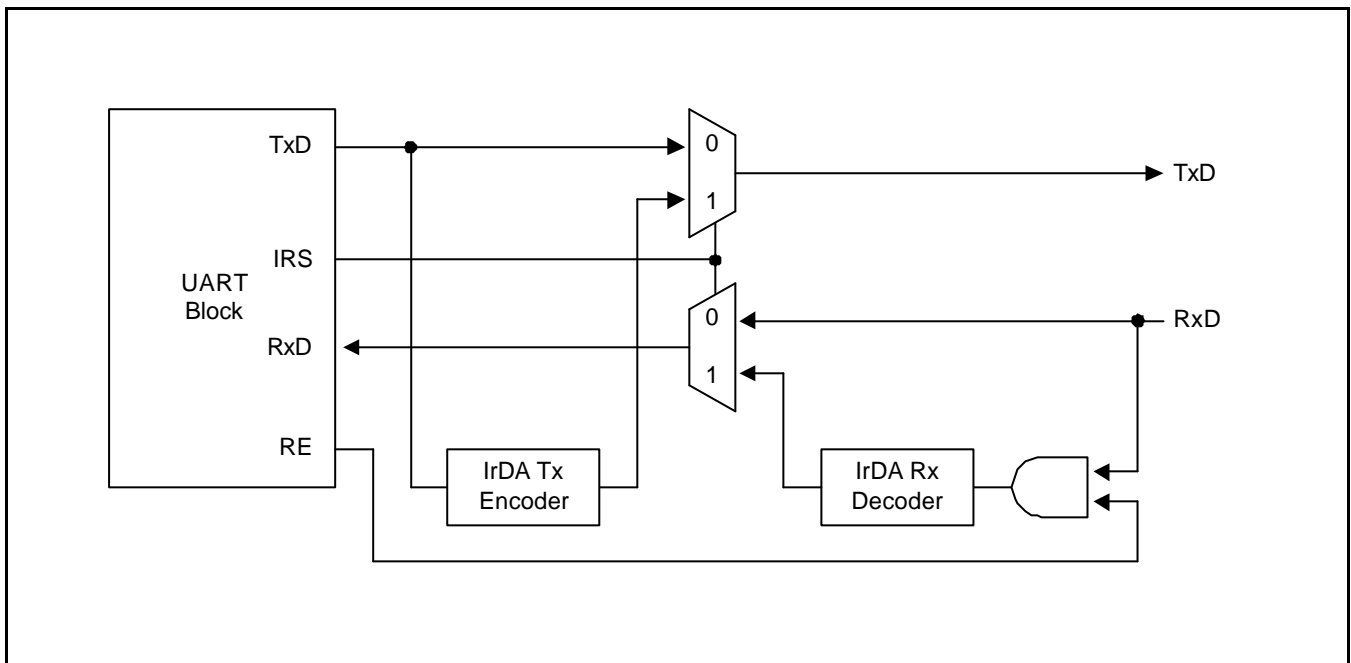 TxD
0
TxD
1
IRS
UART
Block
0
RxD
RxD
1
RE
IrDA Tx
Encoder
IrDA Rx
Decoder